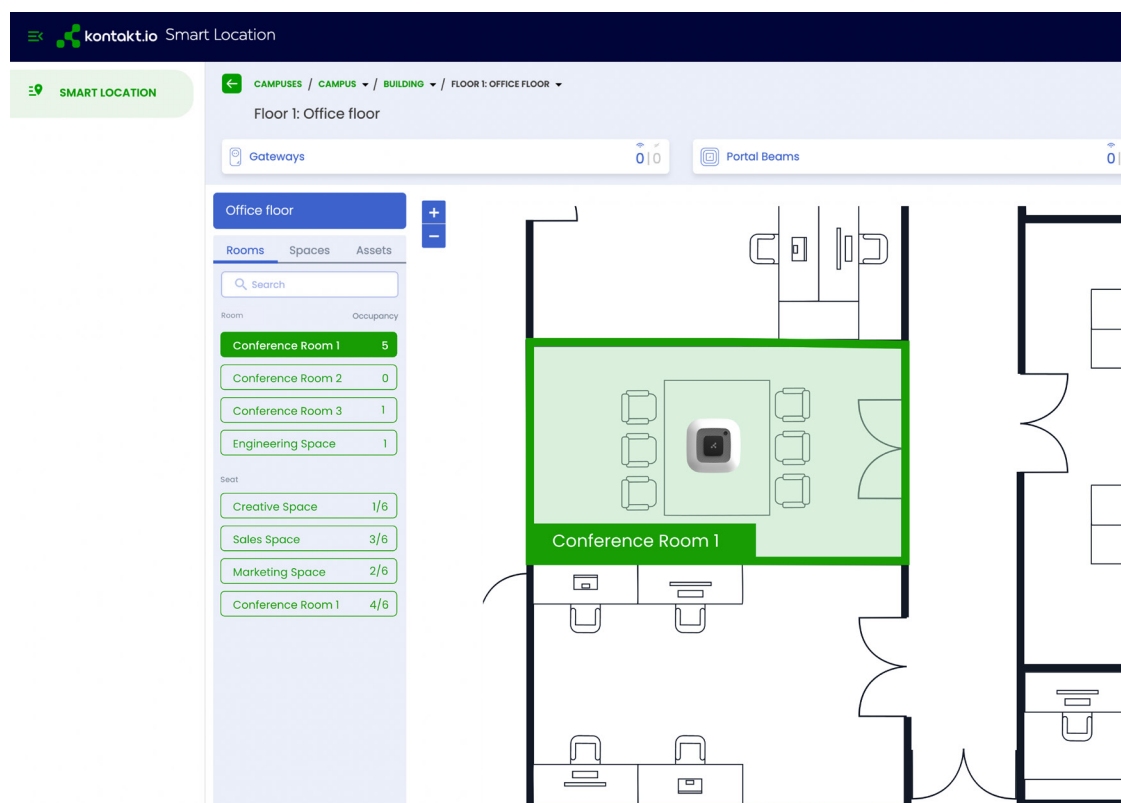 kontakt.io Smart Location
SMART LOCATION
CAMPUSES / CAMPUS / BUILDING / FLOOR 1: OFFICE FLOOR
Floor 1: Office floor
Gateways 0|0
Portal Beams 0|
Office floor
+
−
Rooms Spaces Assets
Search
Room Occupancy
Conference Room 1 5
Conference Room 2 0
Conference Room 3 1
Engineering Space 1
Seat
Creative Space 1/6
Sales Space 3/6
Marketing Space 2/6
Conference Room 1 4/6
Conference Room 1